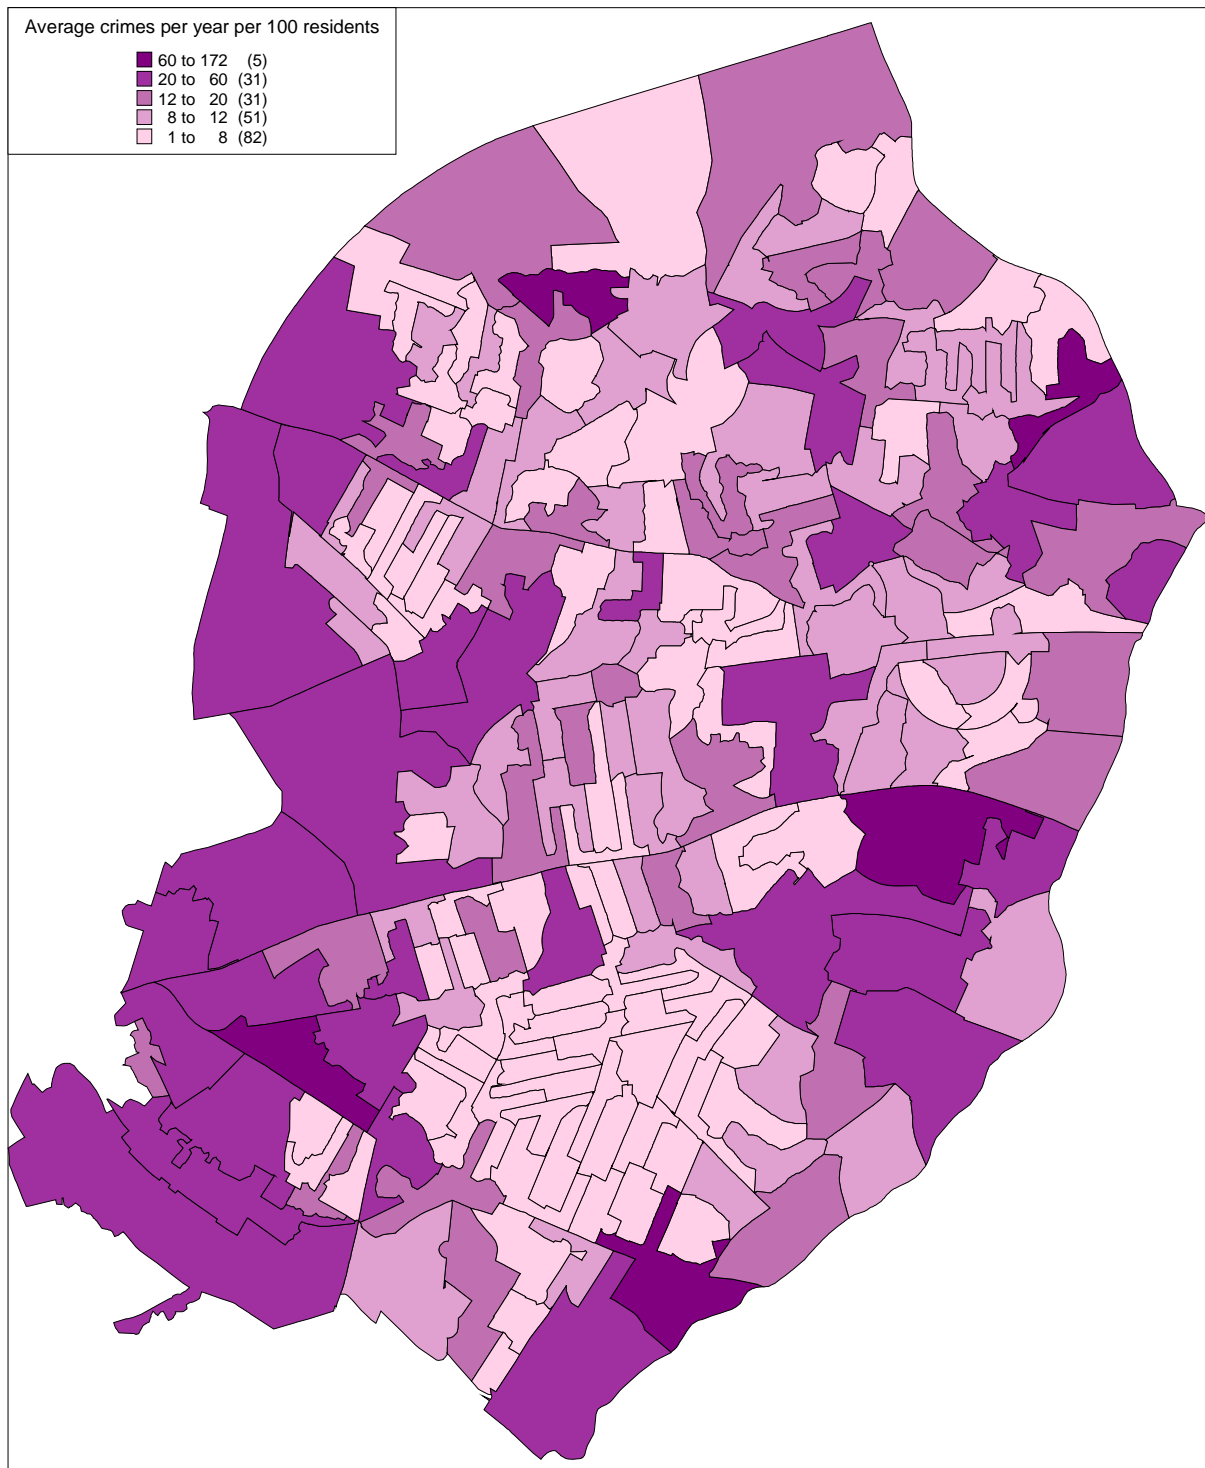 Average crimes per year per 100 residents
60 to 172 (5)
20 to 60 (31)
12 to 20 (31)
8 to 12 (51)
1 to 8 (82)